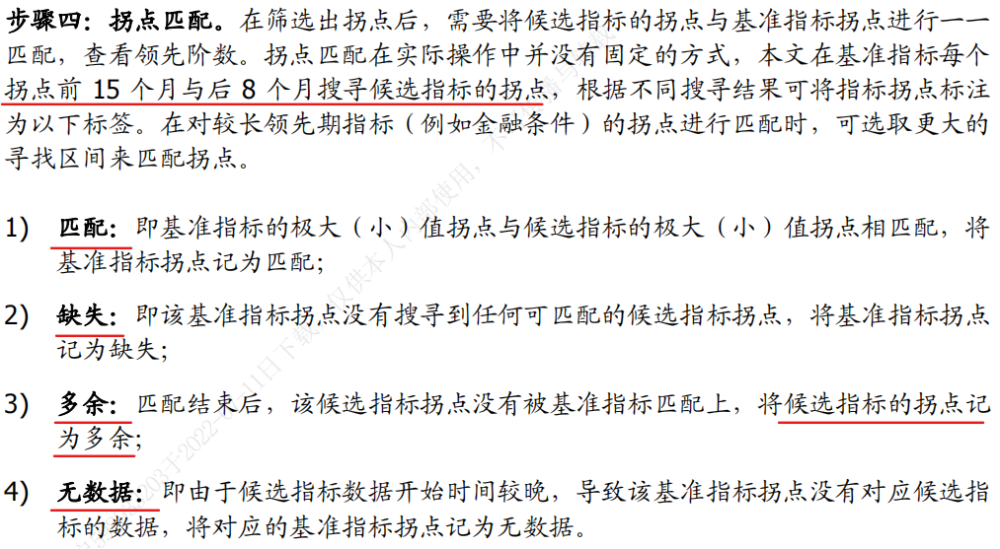 步骤四：拐点匹配。在筛选出拐点后，需要将候选指标的拐点与基准指标拐点进行一一
匹配，查看领先阶数。拐点匹配在实际操作中并没有固定的方式，本文在基准指标每个
拐点前 15 个月与后 8 个月搜寻候选指标的拐点，根据不同搜寻结果可将指标拐点标注
为以下标签。在对较长领先期指标（例如金融条件）的拐点进行匹配时，可选取更大的
寻找区间来匹配拐点。
1) 匹配：即基准指标的极大（小）值拐点与候选指标的极大（小）值拐点相匹配，将
基准指标拐点记为匹配；
2) 缺失：即该基准指标拐点没有搜寻到任何可匹配的候选指标拐点，将基准指标拐点
记为缺失；
3) 多余：匹配结束后，该候选指标拐点没有被基准指标匹配上，将候选指标的拐点记
为多余；
4) 无数据：即由于候选指标数据开始时间较晚，导致该基准指标拐点没有对应候选指
标的数据，将对应的基准指标拐点记为无数据。